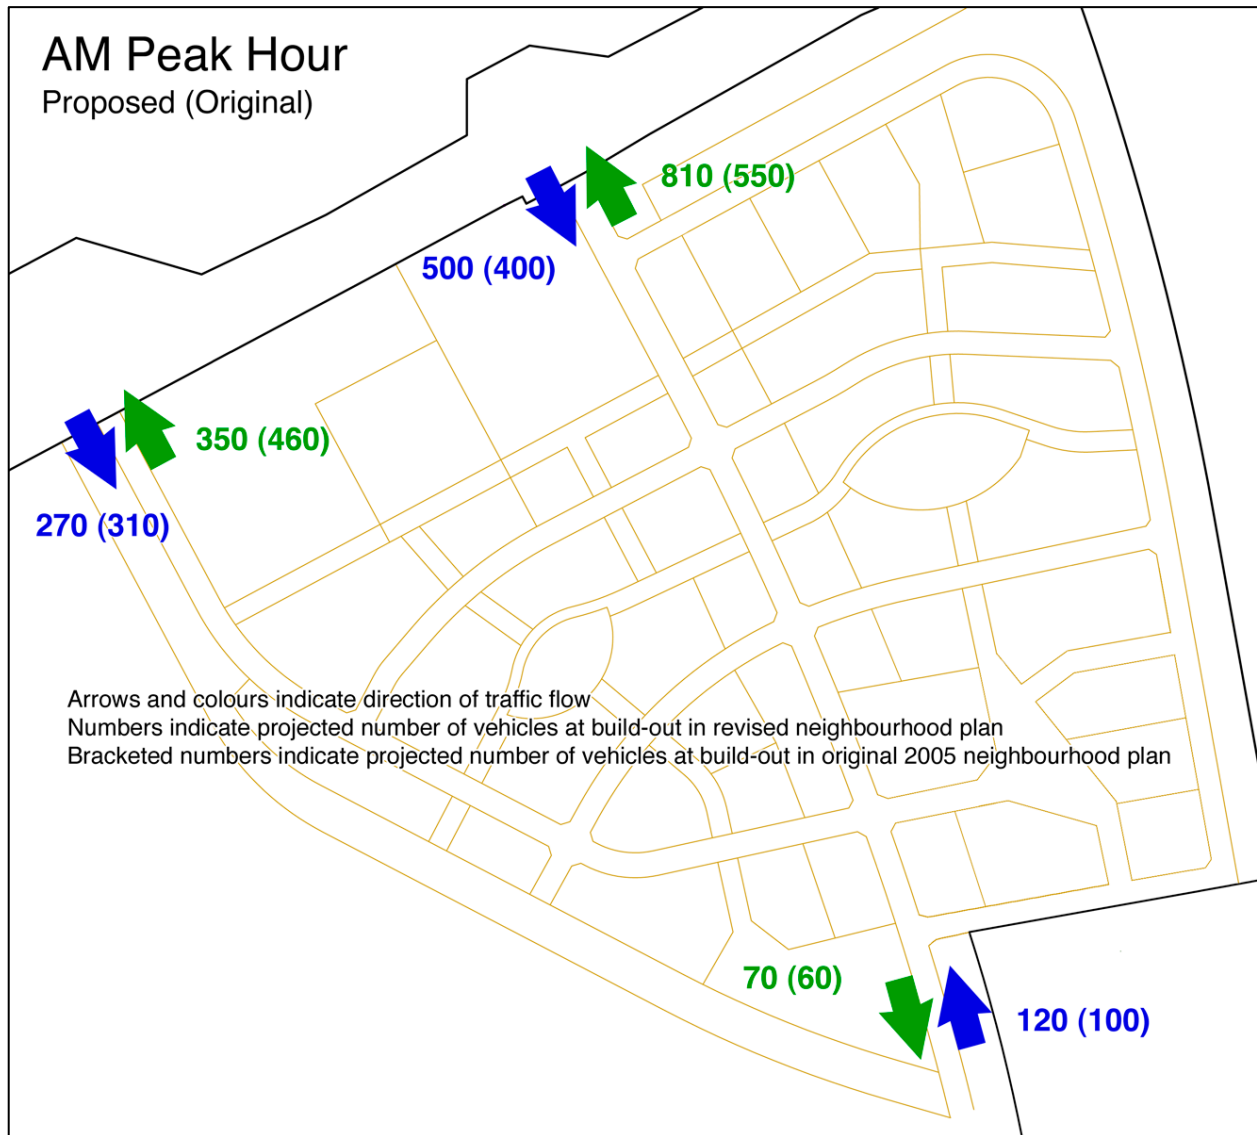 AM Peak Hour
Proposed (Original)
810 (550)
500 (400)
350 (460)
270 (310)
Arrows and colours indicate direction of traffic flow
Numbers indicate projected number of vehicles at build-out in revised neighbourhood plan
Bracketed numbers indicate projected number of vehicles at build-out in original 2005 neighbourhood plan
70 (60)
120 (100)